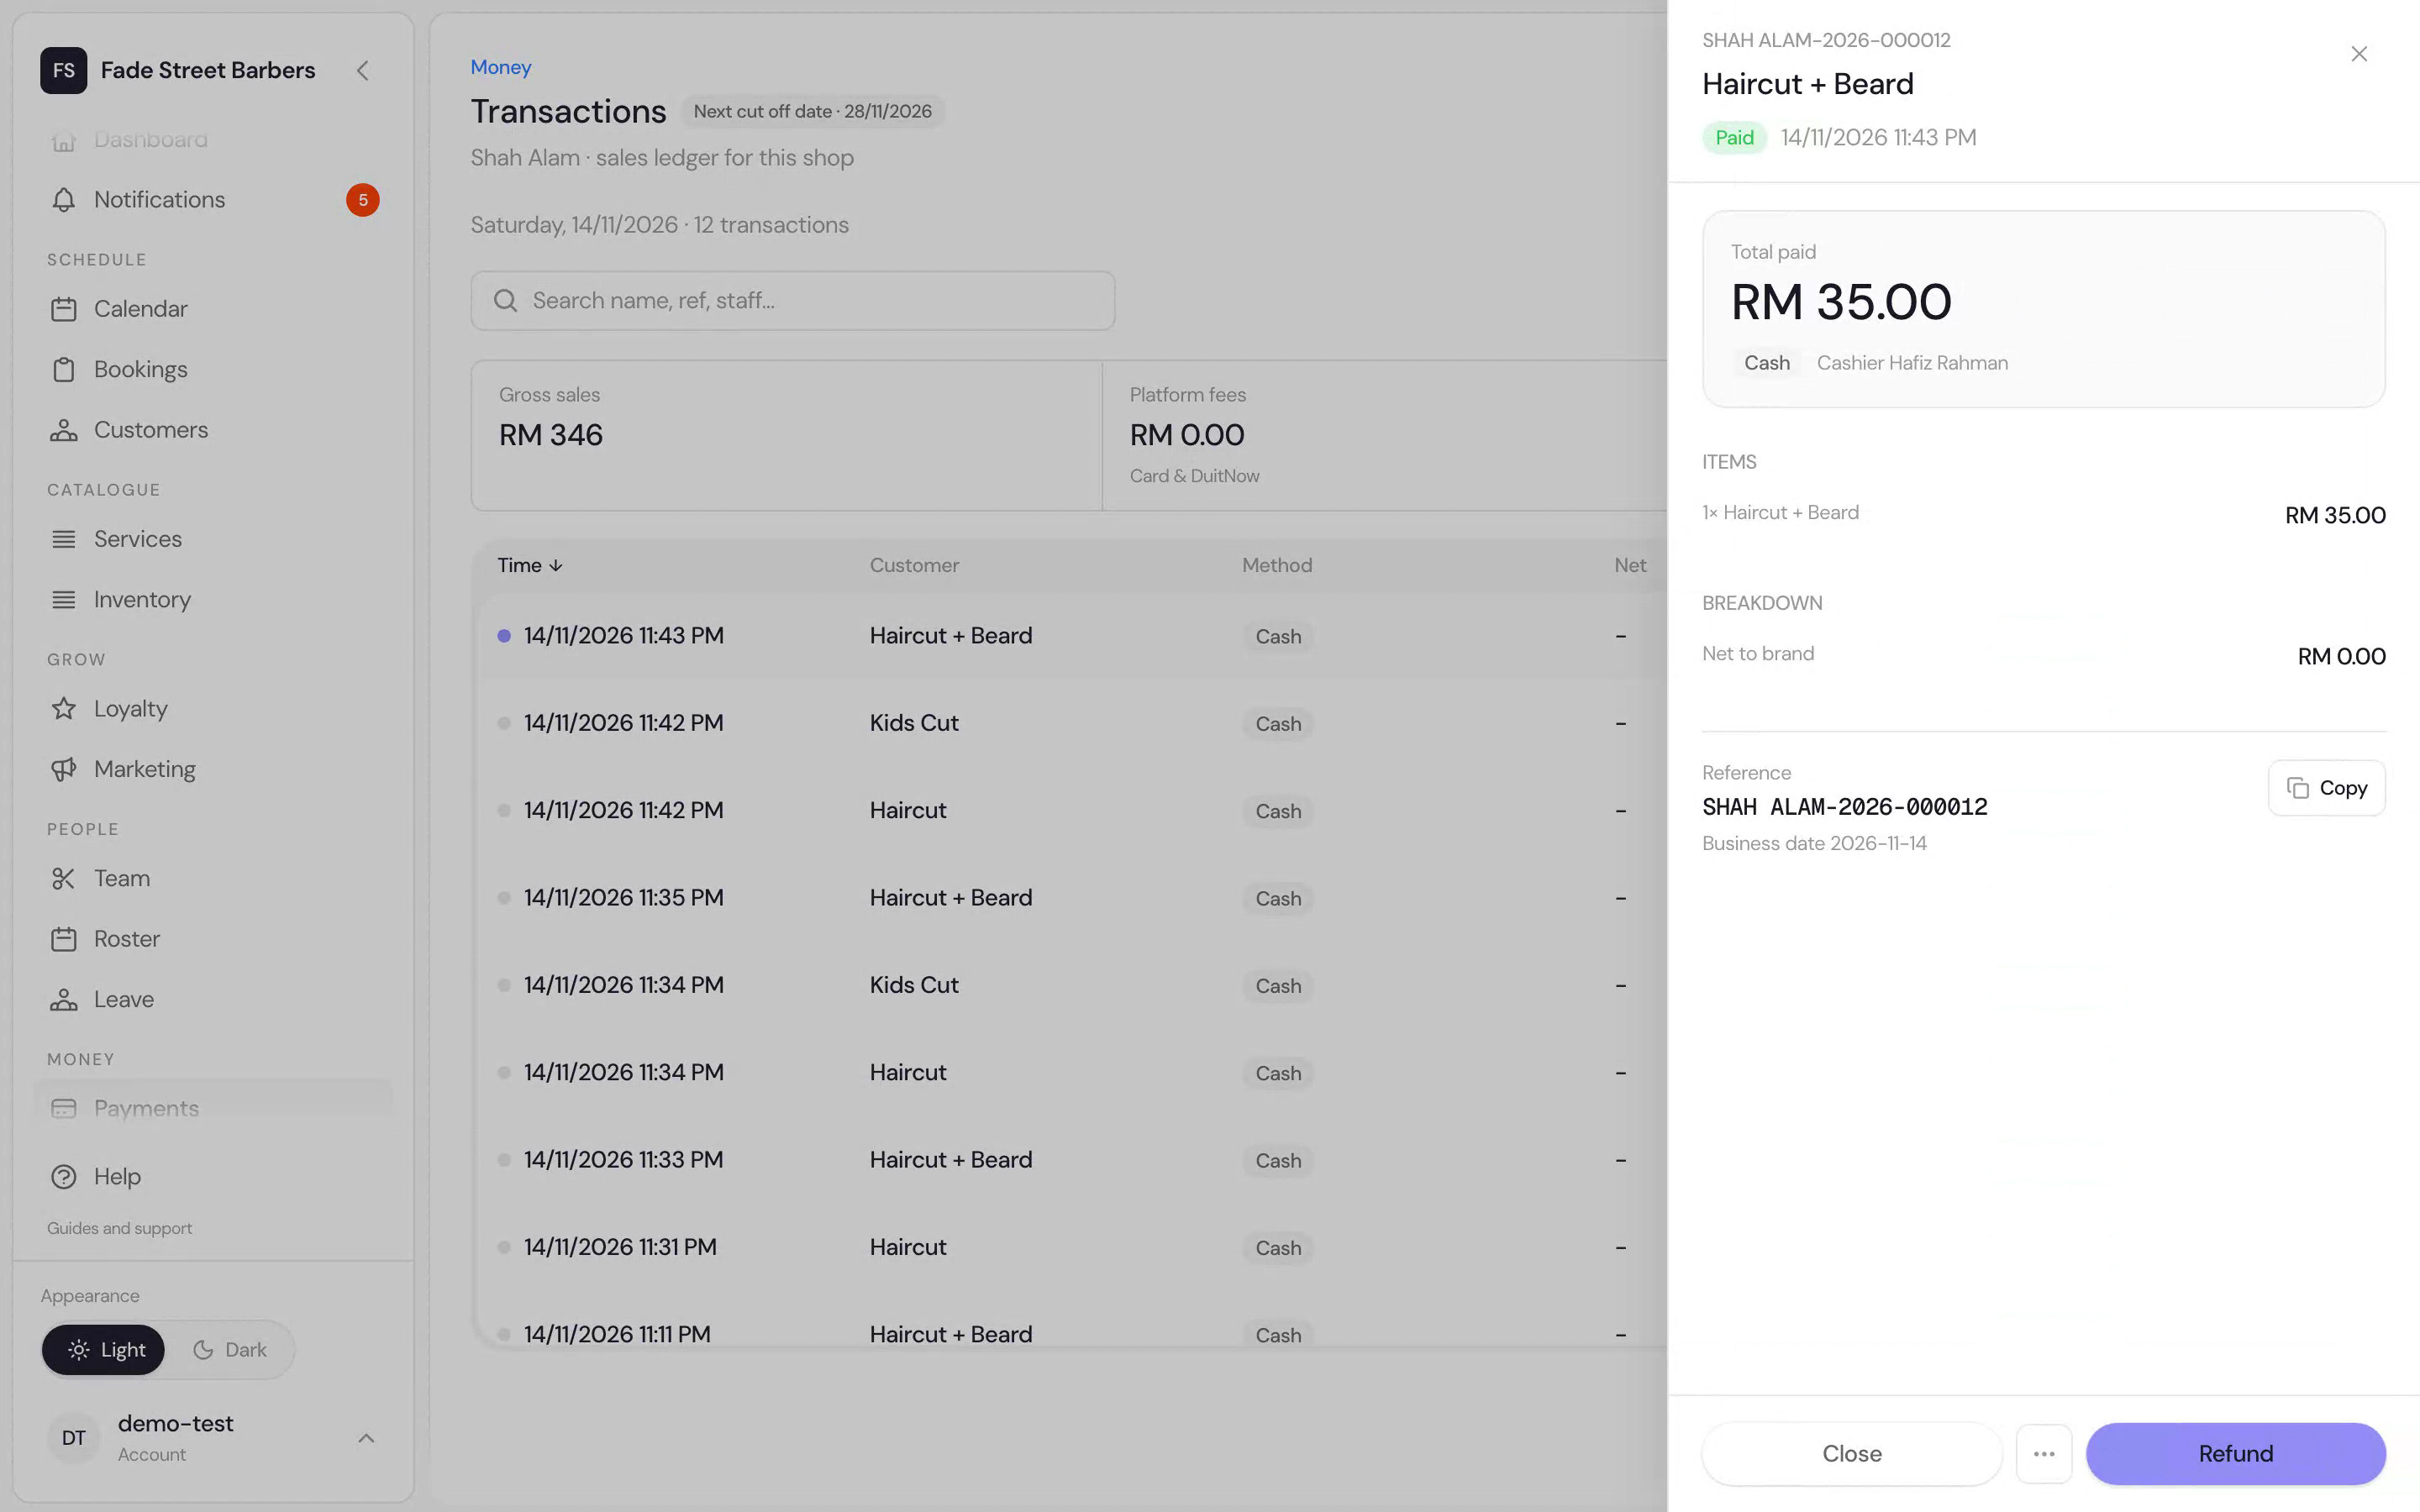 FS Fade Street Barbers
Dashboard
Notifications 5
SCHEDULE
Calendar
Bookings
Customers
CATALOGUE
Services
Inventory
GROW
Loyalty
Marketing
PEOPLE
Team
Roster
Leave
MONEY
Payments
Help
Guides and support
Appearance
Light Dark
DT demo-test
Account
Money
Transactions Next cut off date · 28/11/2026
Shah Alam · sales ledger for this shop
Saturday, 14/11/2026 · 12 transactions
Search name, ref, staff...
Gross sales
RM 346
Platform fees
RM 0.00
Card & DuitNow
Time ↓ Customer Method Net
14/11/2026 11:43 PM Haircut + Beard Cash –
14/11/2026 11:42 PM Kids Cut Cash –
14/11/2026 11:42 PM Haircut Cash –
14/11/2026 11:35 PM Haircut + Beard Cash –
14/11/2026 11:34 PM Kids Cut Cash –
14/11/2026 11:34 PM Haircut Cash –
14/11/2026 11:33 PM Haircut + Beard Cash –
14/11/2026 11:31 PM Haircut Cash –
14/11/2026 11:11 PM Haircut + Beard Cash –
SHAH ALAM-2026-000012
Haircut + Beard
Paid 14/11/2026 11:43 PM
Total paid
RM 35.00
Cash Cashier Hafiz Rahman
ITEMS
1× Haircut + Beard RM 35.00
BREAKDOWN
Net to brand RM 0.00
Reference
SHAH ALAM-2026-000012
Copy
Business date 2026-11-14
Close ... Refund